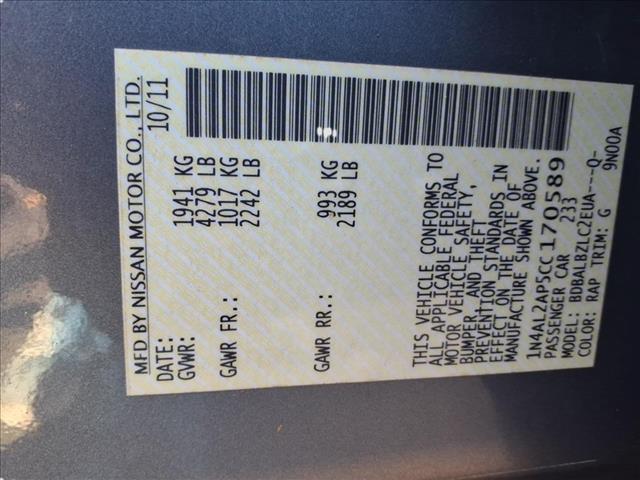 MFD BY NISSAN MOTOR CO., LTD.
DATE: 10/11
GVWR: 1941 KG
4279 LB
GAWR FR.: 1017 KG
2242 LB
GAWR RR.: 993 KG
2189 LB
THIS VEHICLE CONFORMS TO
ALL APPLICABLE FEDERAL
MOTOR VEHICLE SAFETY,
BUMPER, AND THEFT
PREVENTION STANDARDS IN
EFFECT ON THE DATE OF
MANUFACTURE SHOWN ABOVE.
1N4AL2AP5CC170589
PASSENGER CAR 233
MODEL: BDBALBZLC2EUA---Q-
COLOR: RAP TRIM: G 9N00A